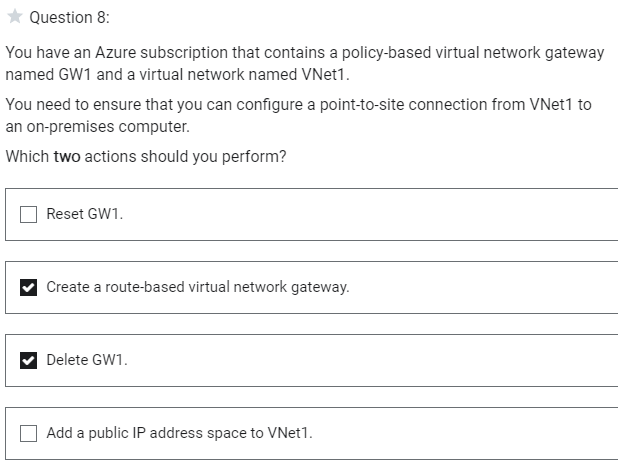 Question 8:
You have an Azure subscription that contains a policy-based virtual network gateway
named GW1 and a virtual network named VNet1.
You need to ensure that you can configure a point-to-site connection from VNet1 to
an on-premises computer.
Which two actions should you perform?
Reset GW1.
Create a route-based virtual network gateway.
Delete GW1.
Add a public IP address space to VNet1.